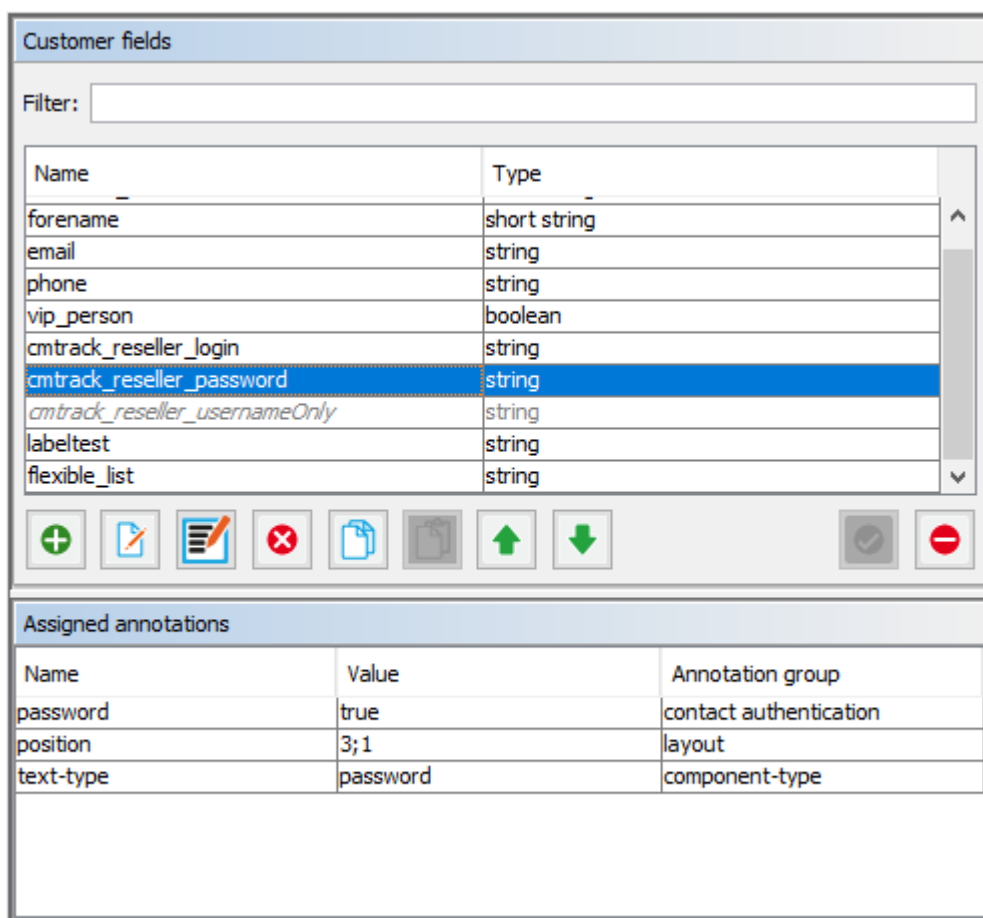 Customer fields
Filter:
Name Type
forename short string
email string
phone string
vip_person boolean
cmtrack_reseller_login string
cmtrack_reseller_password string
cmtrack_reseller_usernameOnly string
labeltest string
flexible_list string
Assigned annotations
Name Value Annotation group
password true contact authentication
position 3;1 layout
text-type password component-type